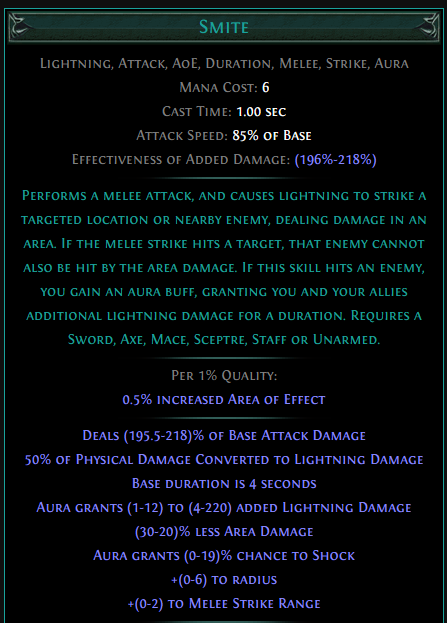 Smite
Lightning, Attack, AoE, Duration, Melee, Strike, Aura
Mana Cost: 6
Cast Time: 1.00 sec
Attack Speed: 85% of Base
Effectiveness of Added Damage: (196%-218%)
Performs a melee attack, and causes lightning to strike a
targeted location or nearby enemy, dealing damage in an
area. If the melee strike hits a target, that enemy cannot
also be hit by the area damage. If this skill hits an enemy,
you gain an aura buff, granting you and your allies
additional lightning damage for a duration. Requires a
Sword, Axe, Mace, Sceptre, Staff or Unarmed.
Per 1% Quality:
0.5% increased Area of Effect
Deals (195.5-218)% of Base Attack Damage
50% of Physical Damage Converted to Lightning Damage
Base duration is 4 seconds
Aura grants (1-12) to (4-220) added Lightning Damage
(30-20)% less Area Damage
Aura grants (0-19)% chance to Shock
+(0-6) to radius
+(0-2) to Melee Strike Range